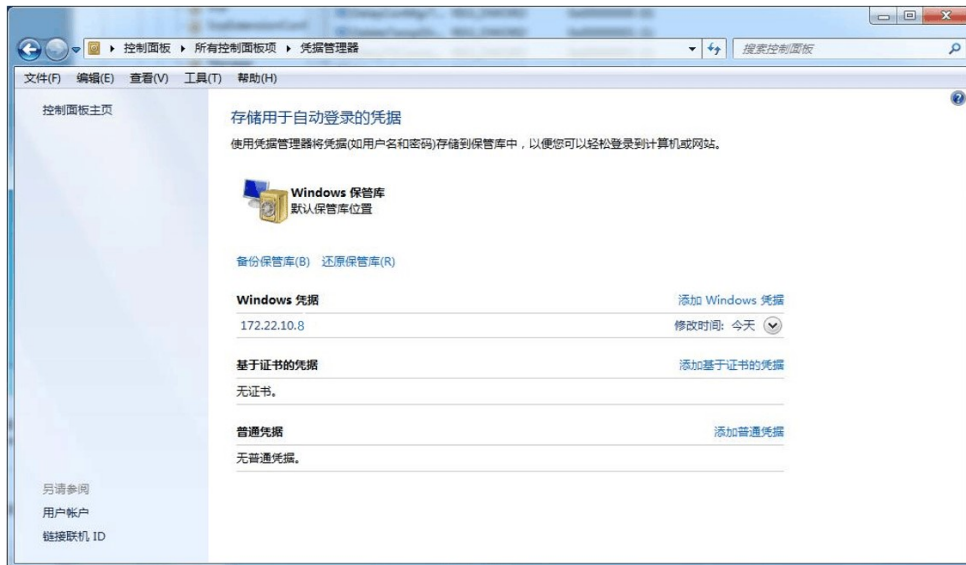 控制面板 ▸ 所有控制面板项 ▸ 凭据管理器
搜索控制面板
文件(F) 编辑(E) 查看(V) 工具(T) 帮助(H)
控制面板主页
存储用于自动登录的凭据
使用凭据管理器将凭据(如用户名和密码)存储到保管库中，以便您可以轻松登录到计算机或网站。
Windows 保管库
默认保管库位置
备份保管库(B) 还原保管库(R)
Windows 凭据 添加 Windows 凭据
172.22.10.8 修改时间: 今天
基于证书的凭据 添加基于证书的凭据
无证书。
普通凭据 添加普通凭据
无普通凭据。
另请参阅
用户帐户
链接联机 ID